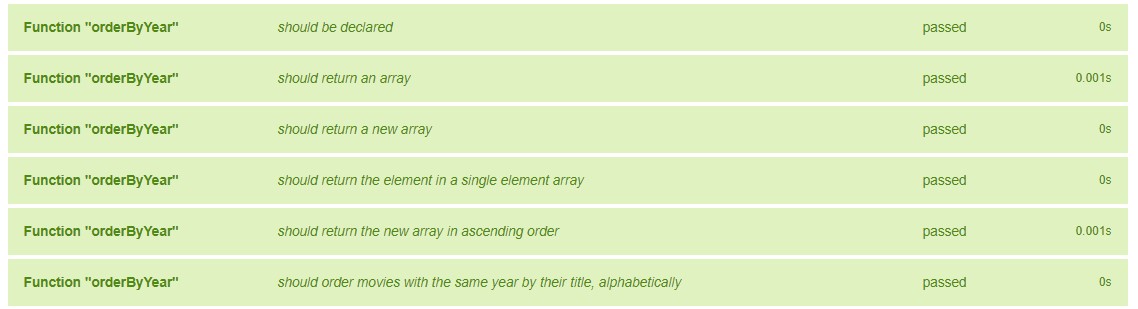 Function "orderByYear" should be declared passed 0s
Function "orderByYear" should return an array passed 0.001s
Function "orderByYear" should return a new array passed 0s
Function "orderByYear" should return the element in a single element array passed 0s
Function "orderByYear" should return the new array in ascending order passed 0.001s
Function "orderByYear" should order movies with the same year by their title, alphabetically passed 0s